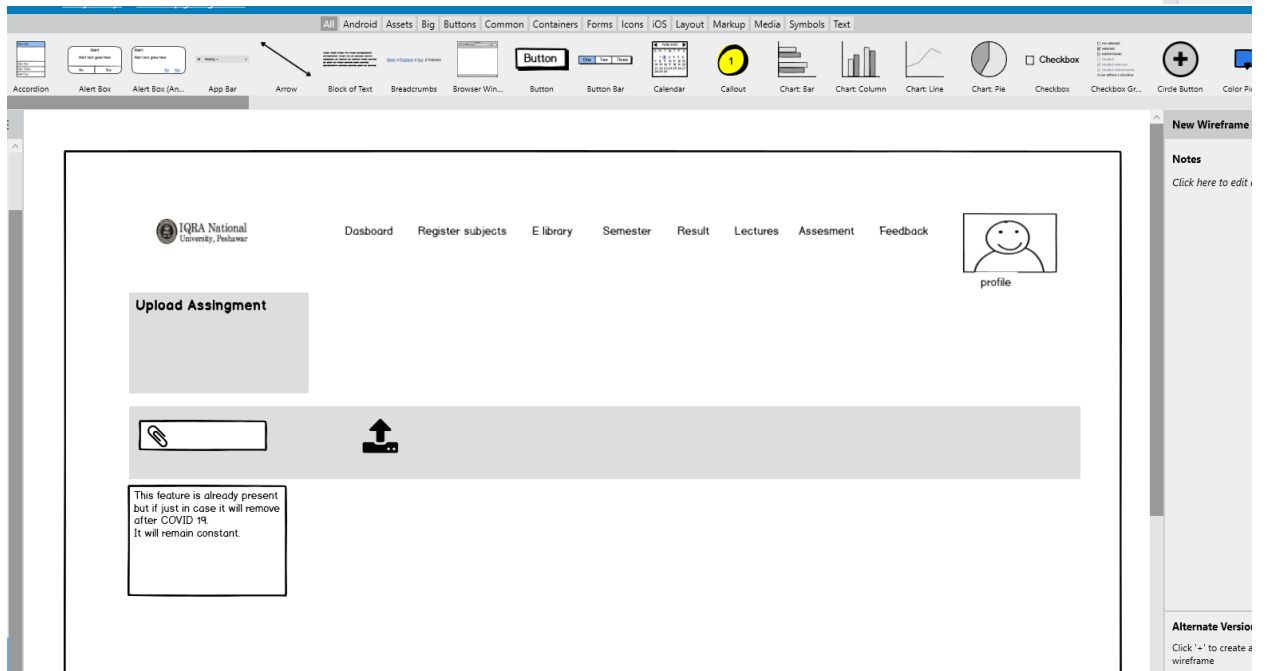 All Android Assets Big Buttons Common Containers Forms Icons iOS Layout Markup Media Symbols Text
Button
One Two Three
1
Checkbox
Accordion Alert Box Alert Box (An... App Bar Arrow Block of Text Breadcrumbs Browser Win... Button Button Bar Calendar Callout Chart: Bar Chart: Column Chart: Line Chart: Pie Checkbox Checkbox Gr... Circle Button Color Pi
New Wireframe
Notes
Click here to edit
IQRA National
University, Peshawar
Dasboard Register subjects E library Semester Result Lectures Assesment Feedback
profile
Upload Assingment
This feature is already present
but if just in case it will remove
after COVID 19.
It will remain constant.
Alternate Version
Click '+' to create a
wireframe